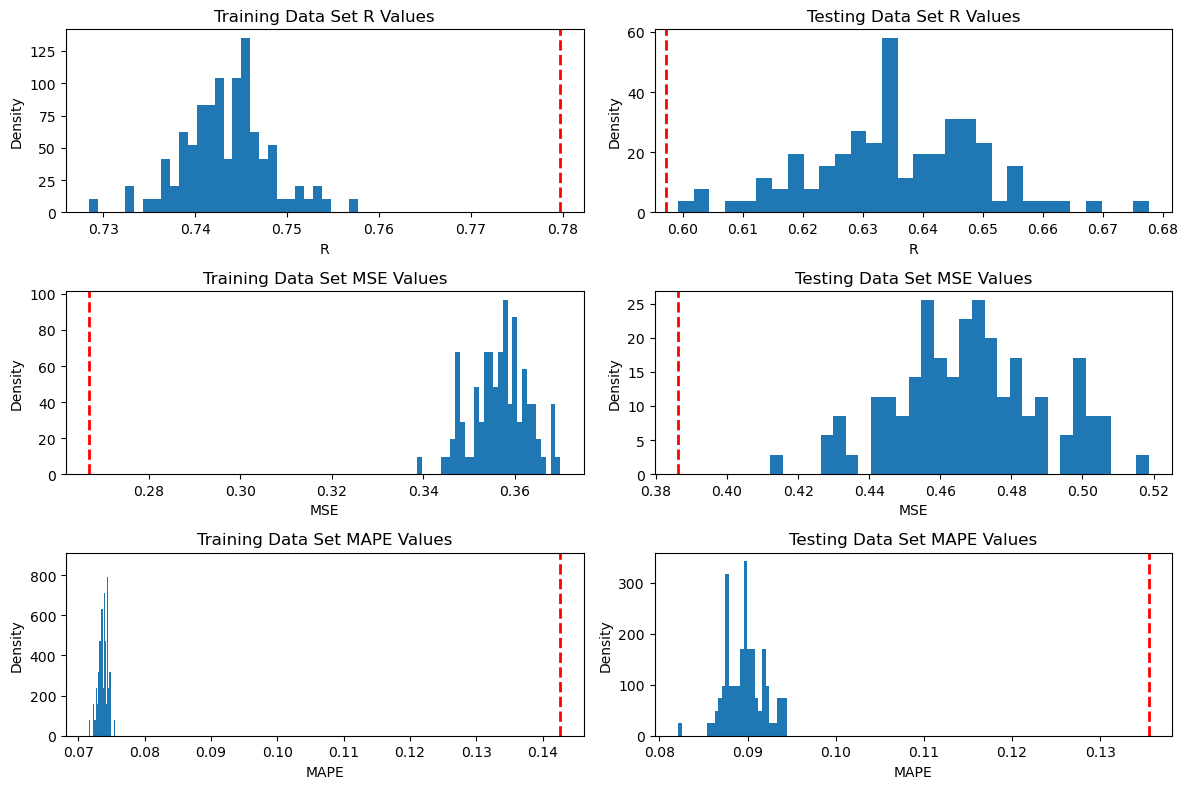 Training Data Set R Values
Density
125
100
75
50
25
0
0.73 0.74 0.75 0.76 0.77 0.78
R
Testing Data Set R Values
Density
60
40
20
0
0.60 0.61 0.62 0.63 0.64 0.65 0.66 0.67 0.68
R
Training Data Set MSE Values
Density
100
80
60
40
20
0
0.28 0.30 0.32 0.34 0.36
MSE
Testing Data Set MSE Values
Density
25
20
15
10
5
0
0.38 0.40 0.42 0.44 0.46 0.48 0.50 0.52
MSE
Training Data Set MAPE Values
Density
800
600
400
200
0
0.07 0.08 0.09 0.10 0.11 0.12 0.13 0.14
MAPE
Testing Data Set MAPE Values
Density
300
200
100
0
0.08 0.09 0.10 0.11 0.12 0.13
MAPE